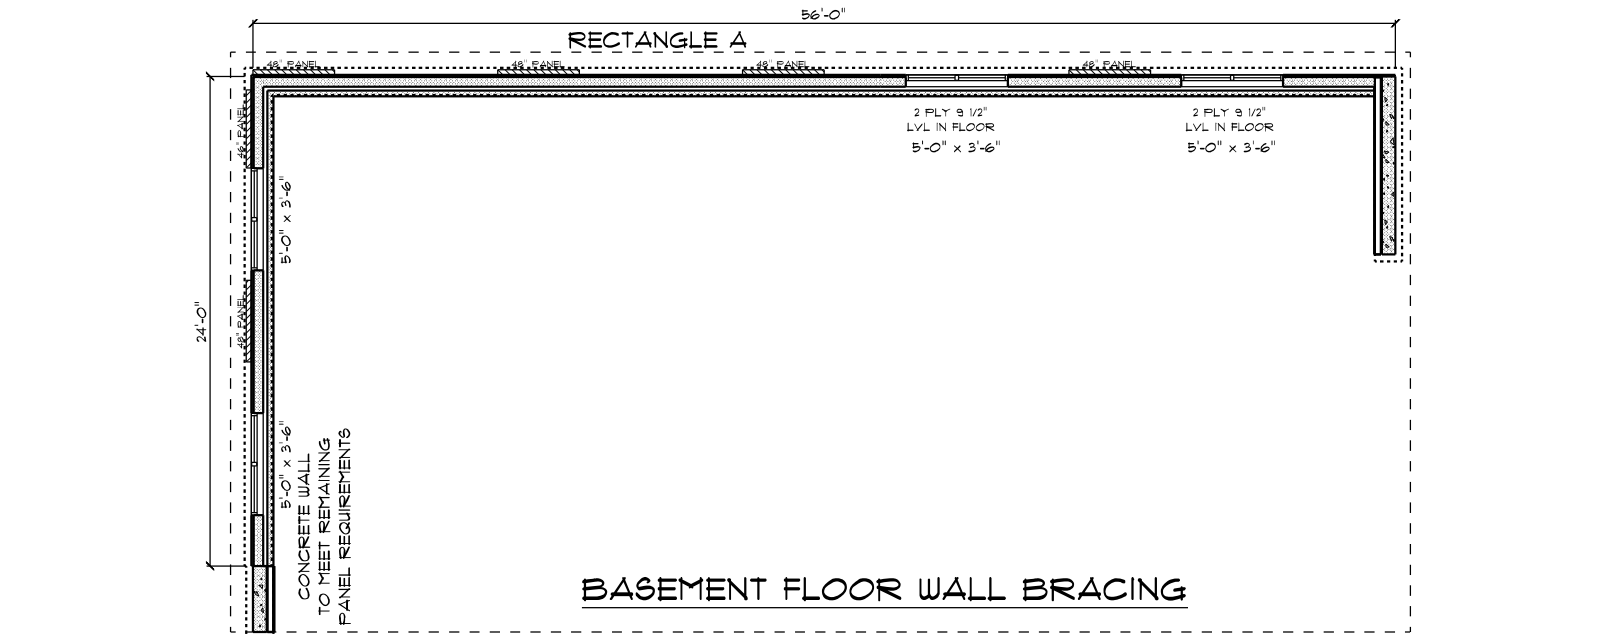 56'-0"
RECTANGLE A
48" PANEL
48" PANEL
48" PANEL
48" PANEL
2 PLY 9 1/2"
LVL IN FLOOR
5'-0" x 3'-6"
2 PLY 9 1/2"
LVL IN FLOOR
5'-0" x 3'-6"
48" PANEL
5'-0" x 3'-6"
24'-0"
48" PANEL
5'-0" x 3'-6"
CONCRETE WALL
TO MEET REMAINING
PANEL REQUIREMENTS
BASEMENT FLOOR WALL BRACING